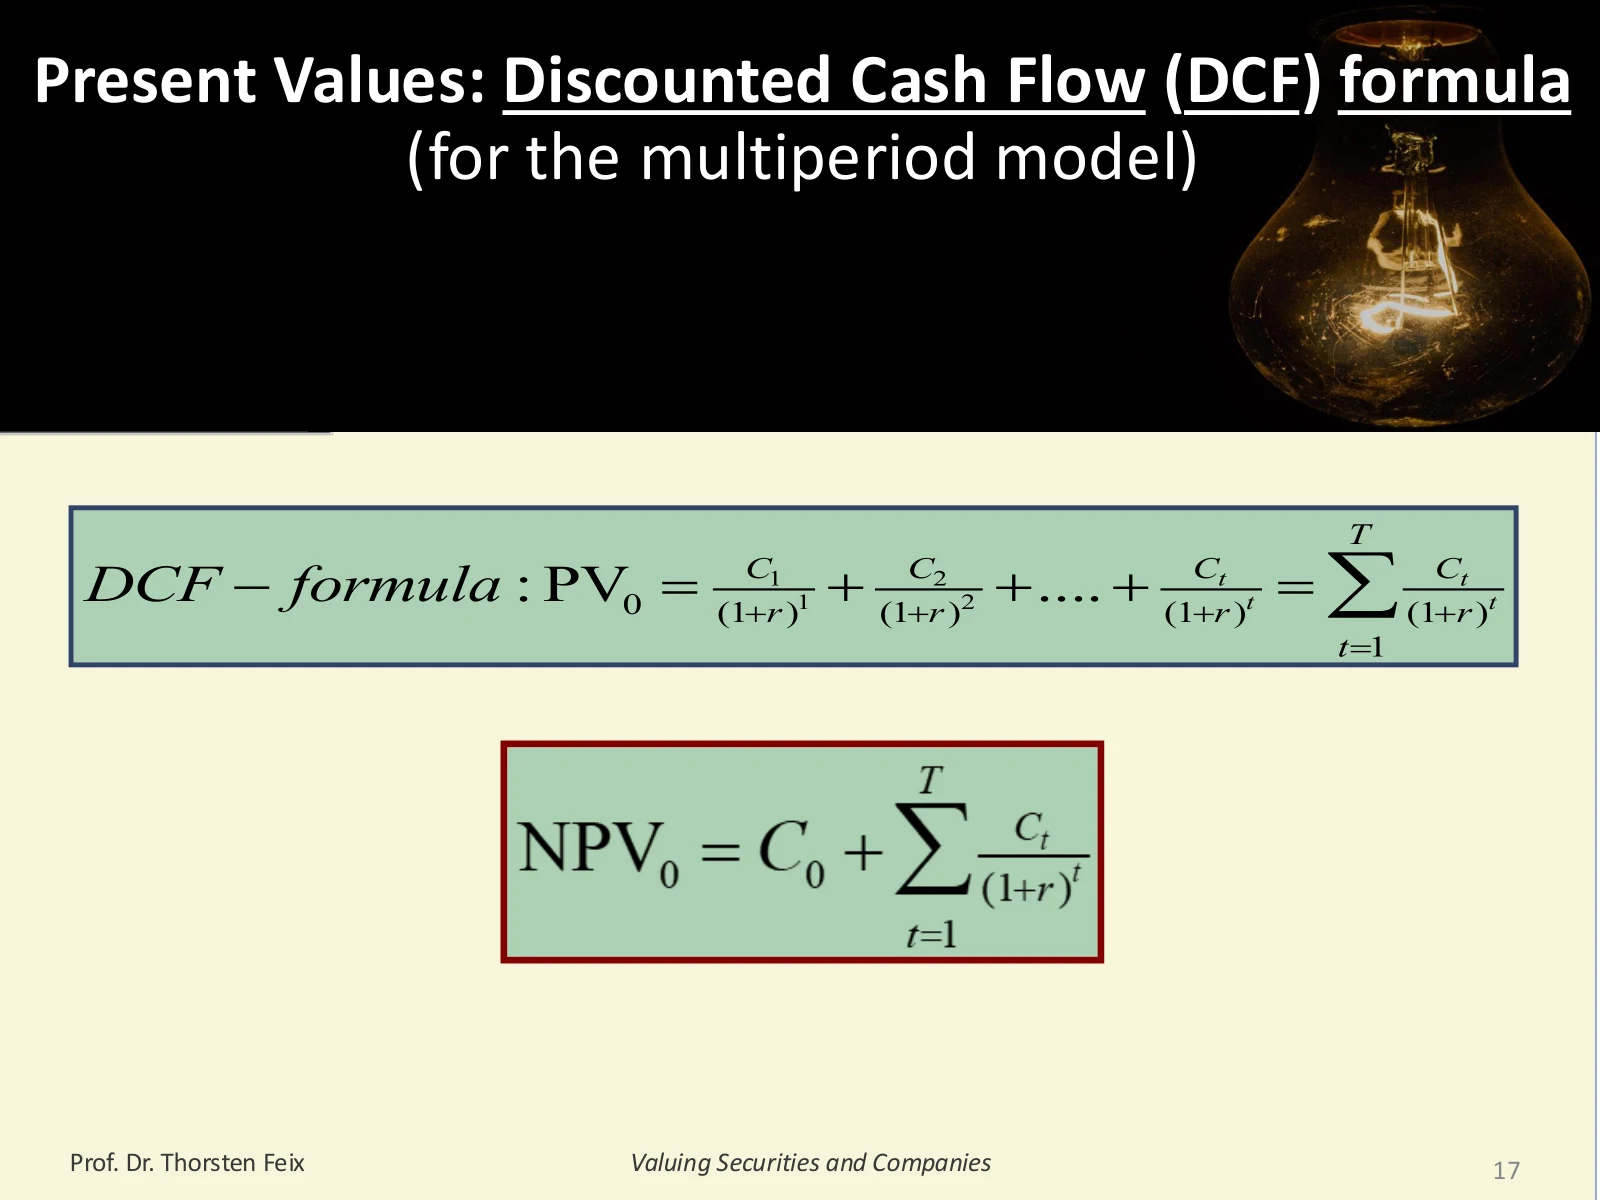 Present Values: Discounted Cash Flow (DCF) formula
(for the multiperiod model)
DCF − formula : PV₀ = C₁/(1+r)¹ + C₂/(1+r)² + .... + Cₜ/(1+r)ᵗ = ∑_{t=1}^{T} Cₜ/(1+r)ᵗ
NPV₀ = C₀ + ∑_{t=1}^{T} Cₜ/(1+r)ᵗ
Prof. Dr. Thorsten Feix Valuing Securities and Companies 17